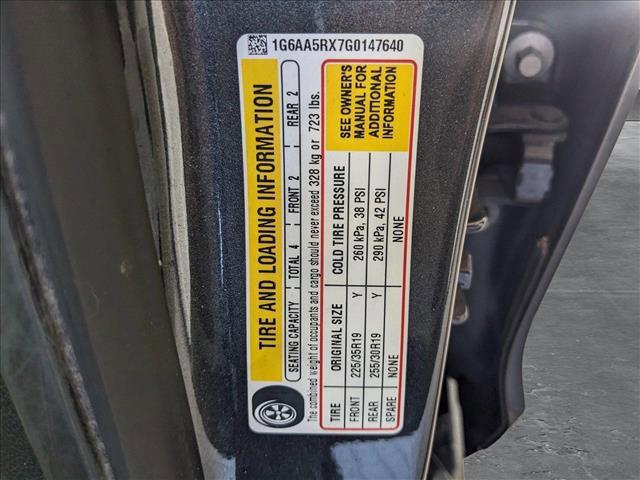 1G6AA5RX7G0147640
TIRE AND LOADING INFORMATION
SEATING CAPACITY TOTAL 4 FRONT 2 REAR 2
The combined weight of occupants and cargo should never exceed 328 kg or 723 lbs.
TIRE ORIGINAL SIZE COLD TIRE PRESSURE
FRONT 225/35R19 Y 260 kPa, 38 PSI
REAR 255/30R19 Y 290 kPa, 42 PSI
SPARE NONE NONE
SEE OWNER'S
MANUAL FOR
ADDITIONAL
INFORMATION